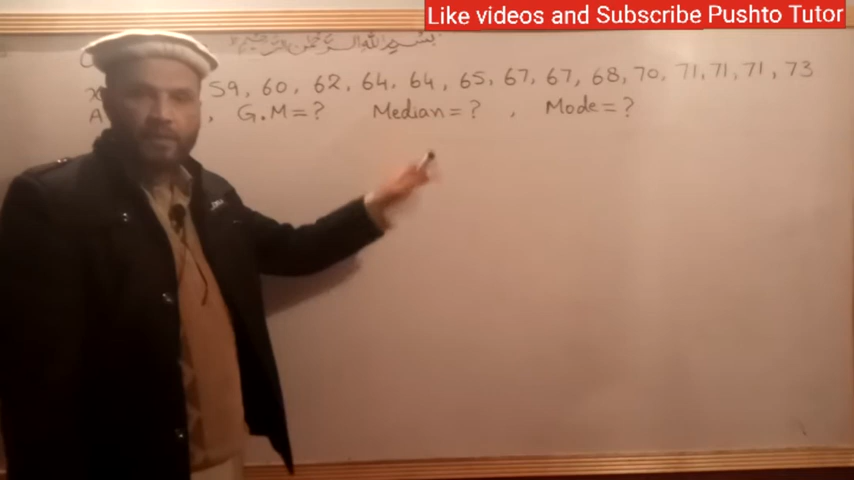 Like videos and Subscribe Pushto Tutor
بسم الله الرحمن الرحيم
x 59, 60, 62, 64, 64, 65, 67, 67, 68, 70, 71, 71, 71, 73
A , G.M=? Median=? , Mode=?